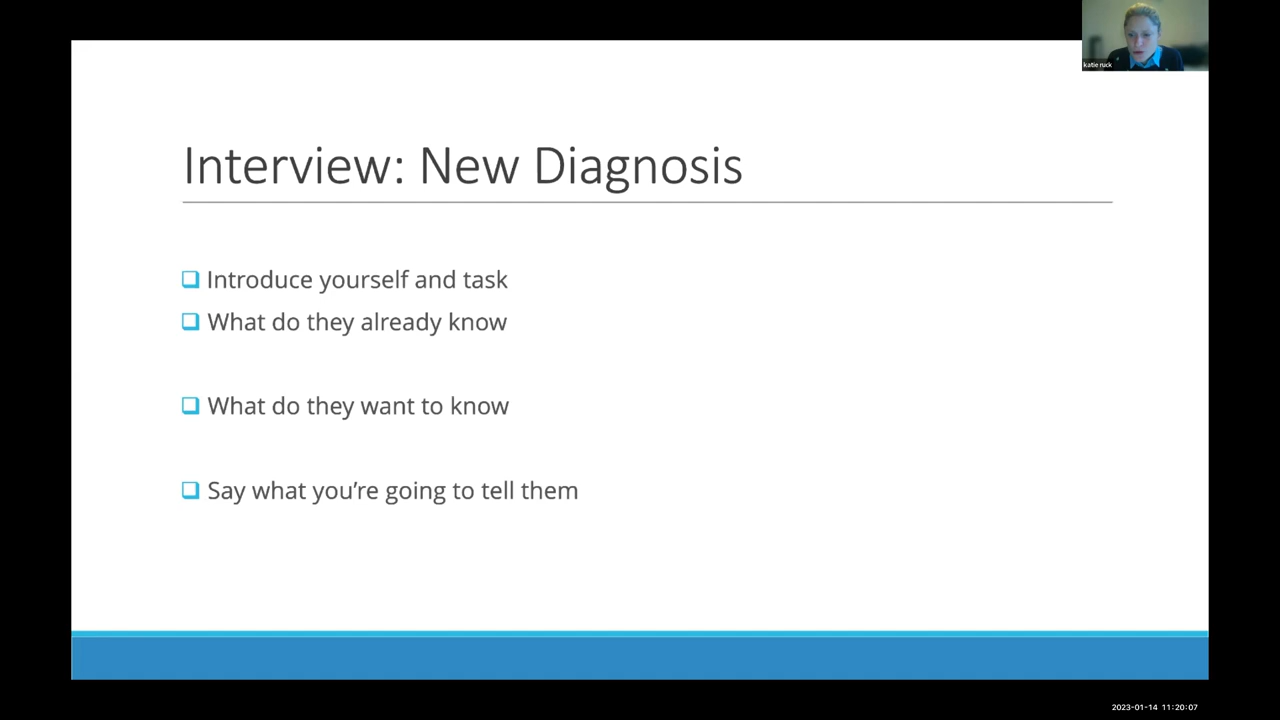 katie ruck
Interview: New Diagnosis
❑ Introduce yourself and task
❑ What do they already know
❑ What do they want to know
❑ Say what you’re going to tell them
2023-01-14 11:20:07